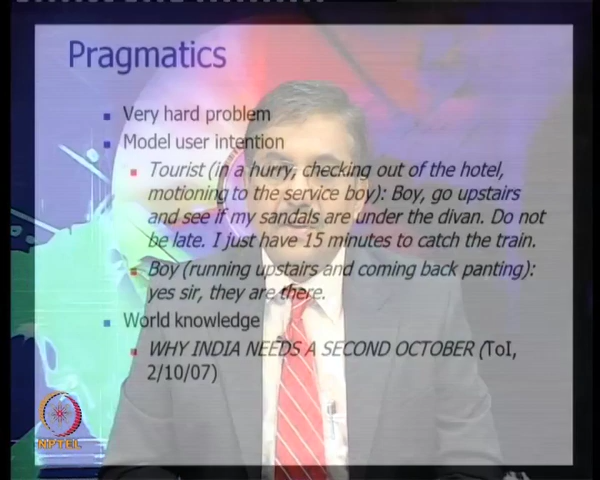 Pragmatics
Very hard problem
Model user intention
Tourist (in a hurry, checking out of the hotel,
motioning to the service boy): Boy, go upstairs
and see if my sandals are under the divan. Do not
be late. I just have 15 minutes to catch the train.
Boy (running upstairs and coming back panting):
yes sir, they are there.
World knowledge
WHY INDIA NEEDS A SECOND OCTOBER (ToI,
2/10/07)
NPTEL